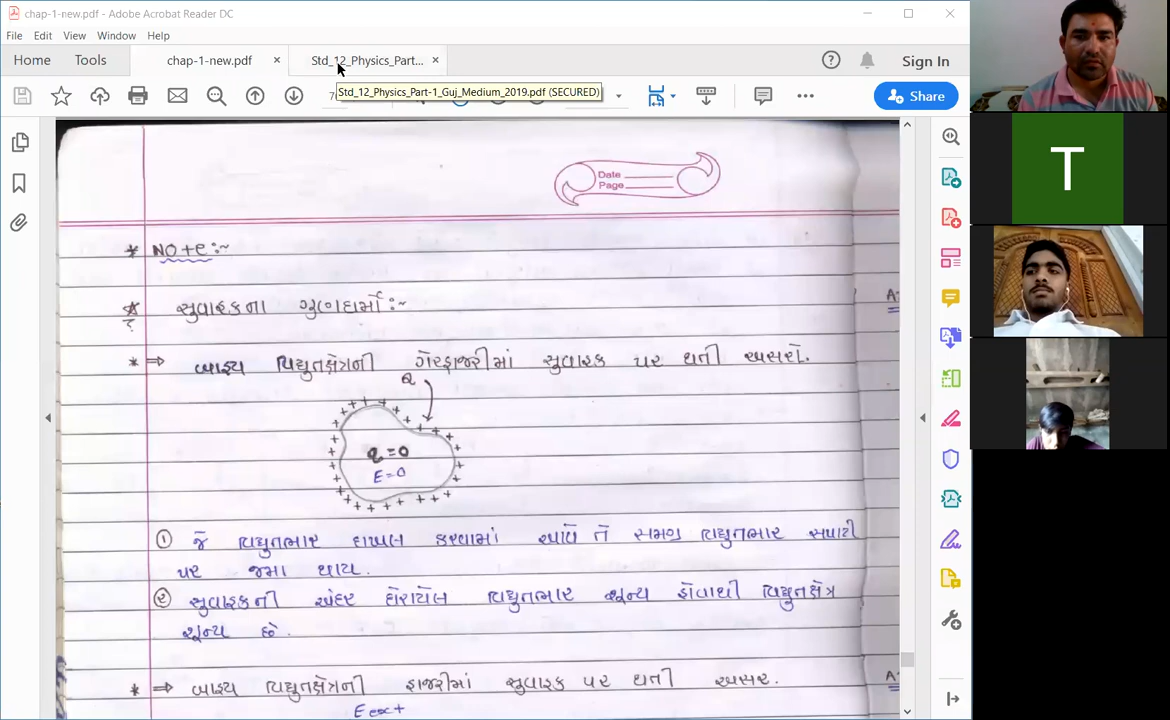 chap-1-new.pdf - Adobe Acrobat Reader DC
File Edit View Window Help
Home Tools chap-1-new.pdf × Std_12_Physics_Part... × Sign In
Std_12_Physics_Part-1_Guj_Medium_2019.pdf (SECURED)
Share
T
Date
Page
* NOte:~
* સુવાહકના ગુણધર્મો:~
* ⇒ બાહ્ય વિદ્યુતક્ષેત્રની ગેરહાજરીમાં સુવાહક પર થતી અસરો.
Q
q=0
E=0
① જે વિદ્યુતભાર દાખલ કરવામાં આવે તે સમગ્ર વિદ્યુતભાર સપાટી
પર જમા થાય.
② સુવાહકની અંદર ઘેરાયેલ વિદ્યુતભાર શૂન્ય હોવાથી વિદ્યુતક્ષેત્ર
શૂન્ય છે.
* ⇒ બાહ્ય વિદ્યુતક્ષેત્રની હાજરીમાં સુવાહક પર થતી અસર.
Eext